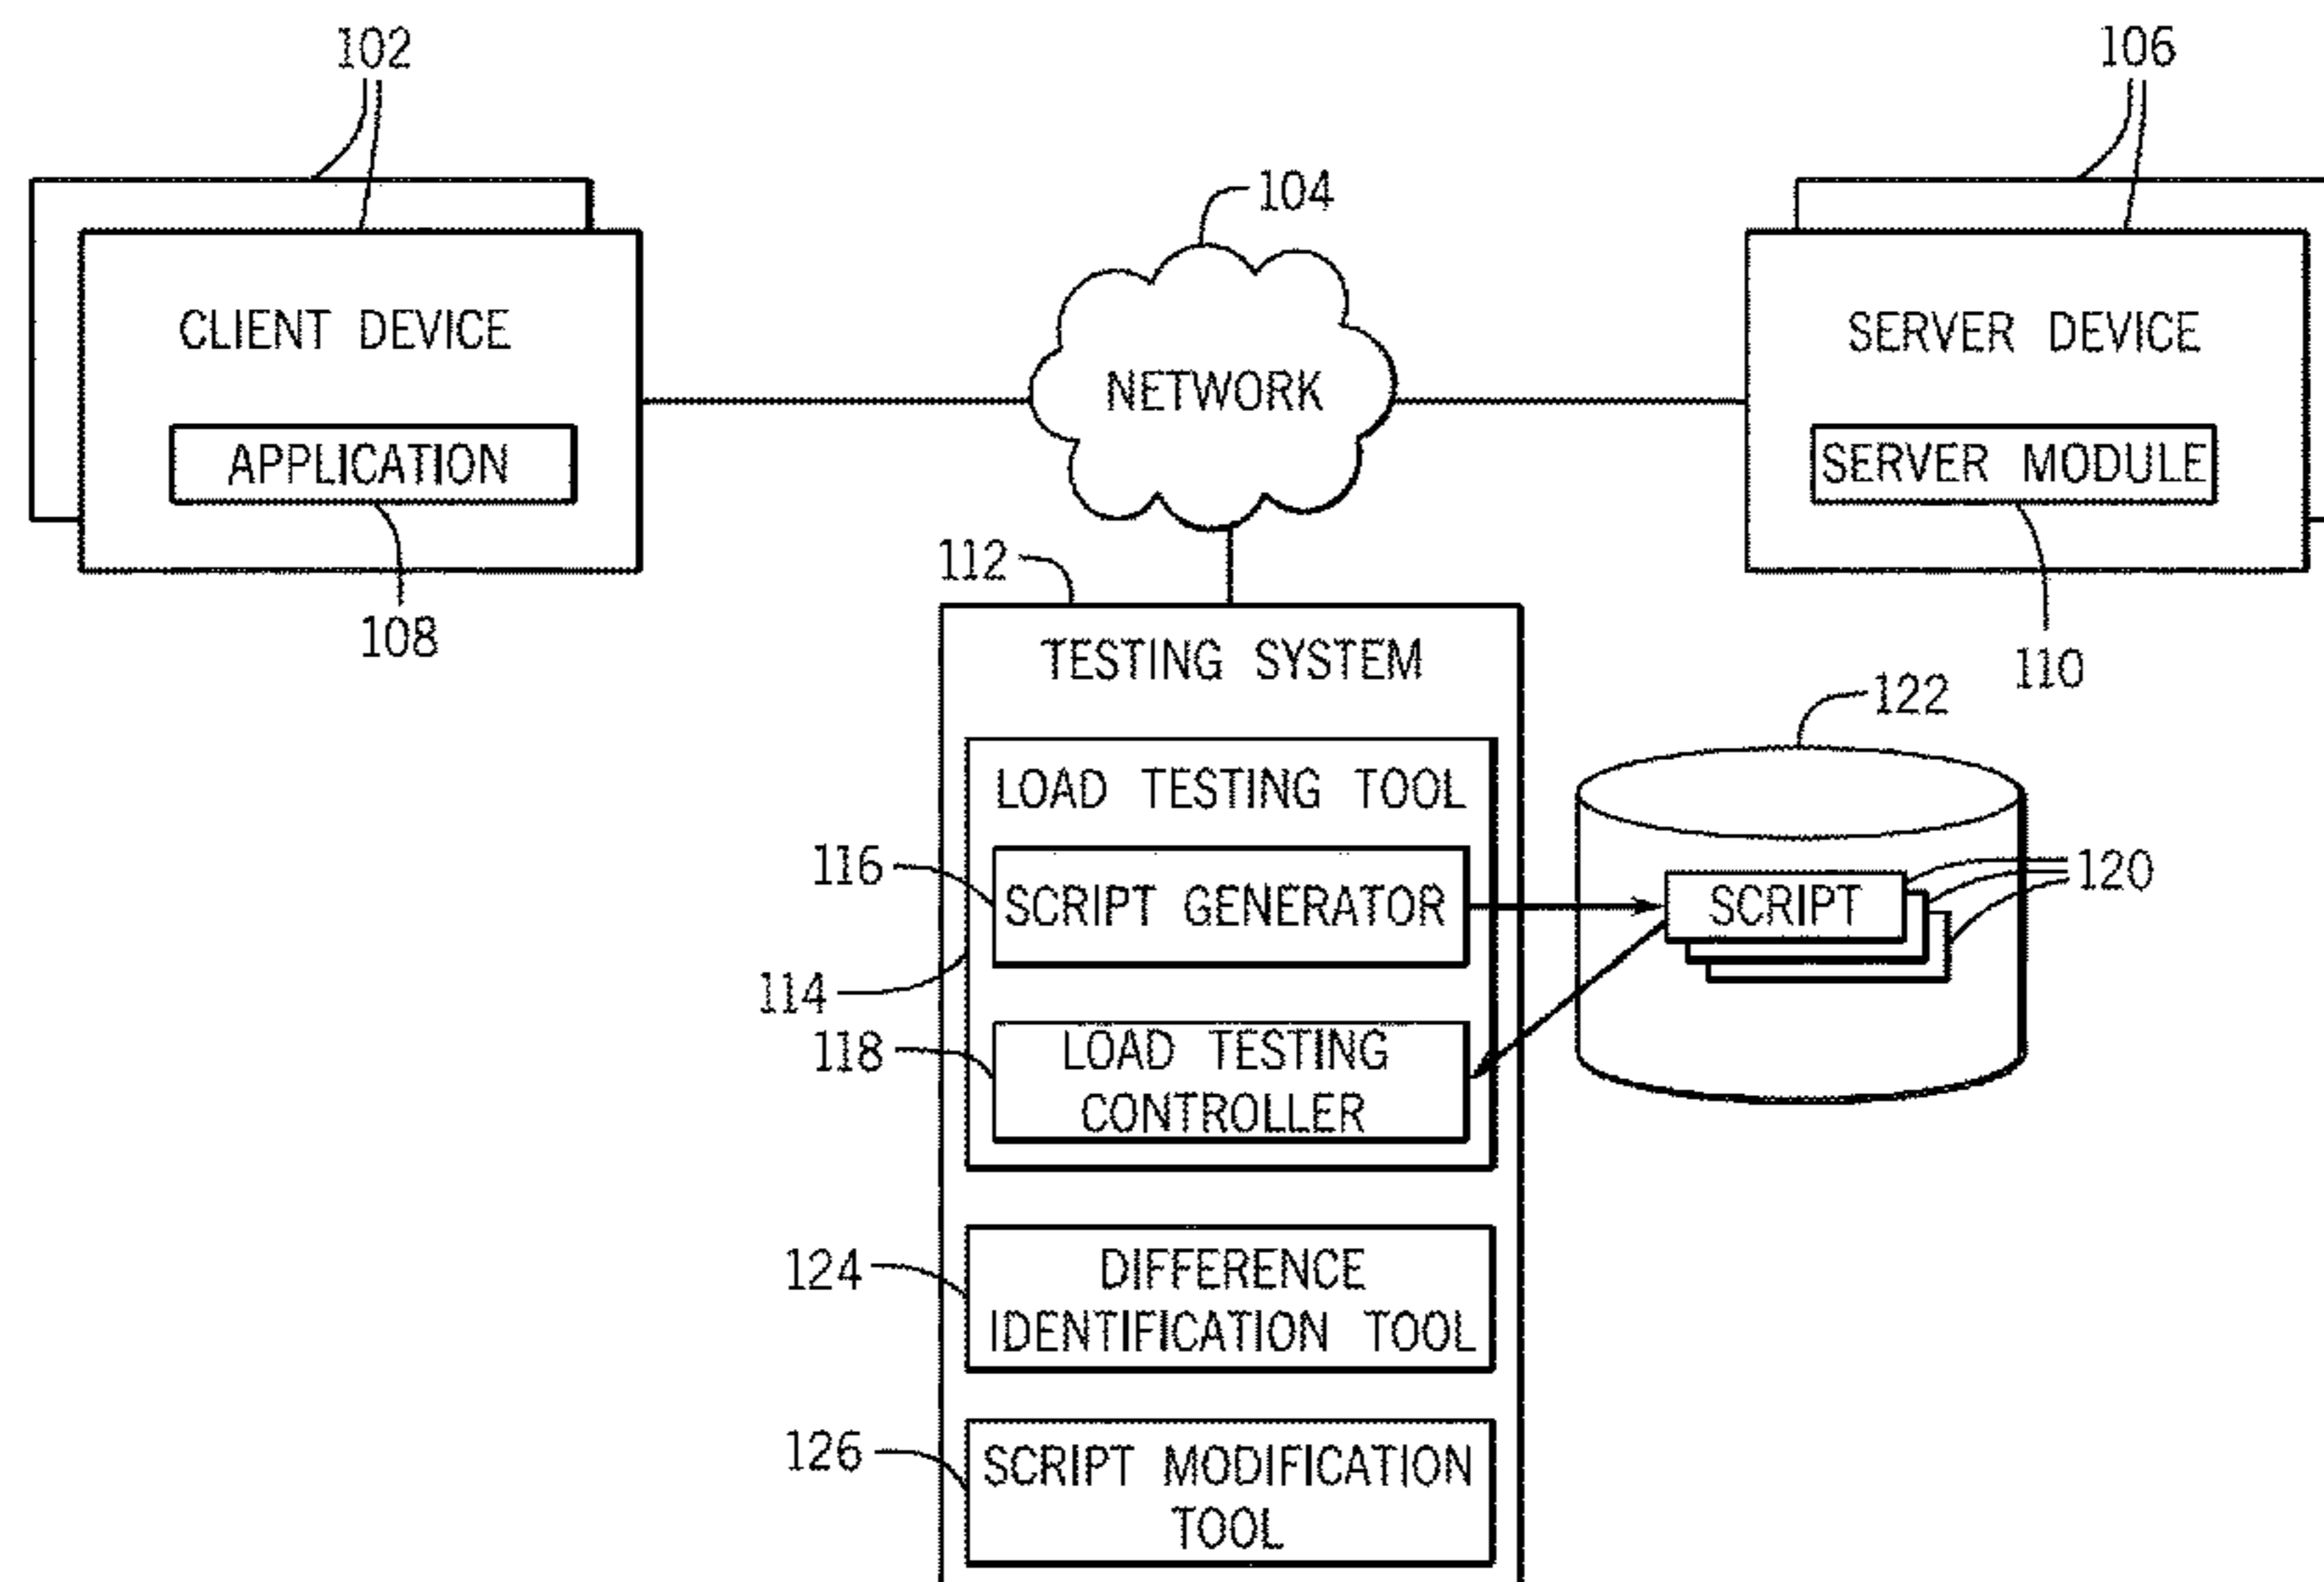 102
106
104
CLIENT DEVICE
SERVER DEVICE
NETWORK
APPLICATION
SERVER MODULE
112
108
TESTING SYSTEM
110
122
LOAD TESTING TOOL
116
SCRIPT GENERATOR
SCRIPT
120
114
118
LOAD TESTING
CONTROLLER
124
DIFFERENCE
IDENTIFICATION TOOL
126
SCRIPT MODIFICATION
TOOL